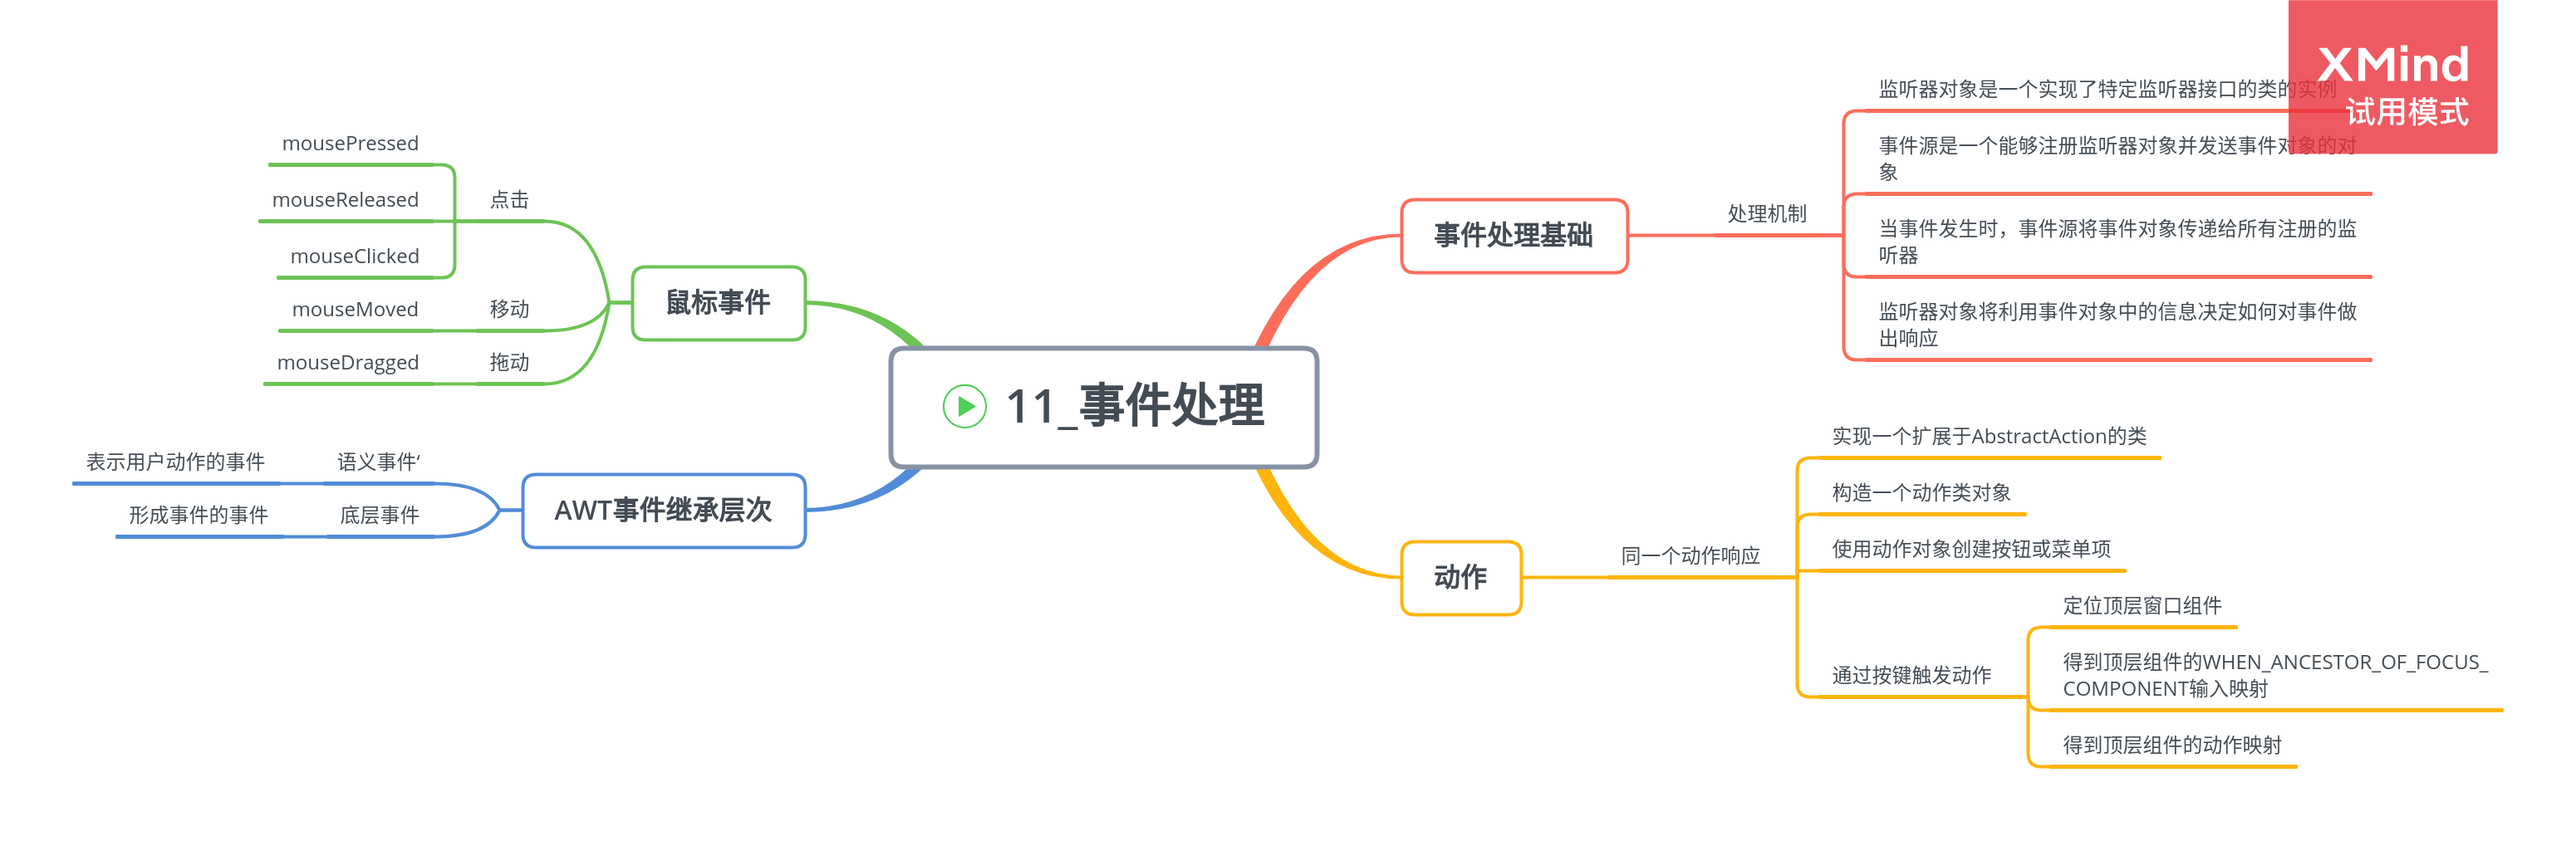 11_事件处理
事件处理基础
处理机制
监听器对象是一个实现了特定监听器接口的类的实例
事件源是一个能够注册监听器对象并发送事件对象的对
象
当事件发生时，事件源将事件对象传递给所有注册的监
听器
监听器对象将利用事件对象中的信息决定如何对事件做
出响应
动作
同一个动作响应
实现一个扩展于AbstractAction的类
构造一个动作类对象
使用动作对象创建按钮或菜单项
通过按键触发动作
定位顶层窗口组件
得到顶层组件的WHEN_ANCESTOR_OF_FOCUS_
COMPONENT输入映射
得到顶层组件的动作映射
鼠标事件
点击
mousePressed
mouseReleased
mouseClicked
移动
mouseMoved
拖动
mouseDragged
AWT事件继承层次
语义事件‘
表示用户动作的事件
底层事件
形成事件的事件
XMind
试用模式